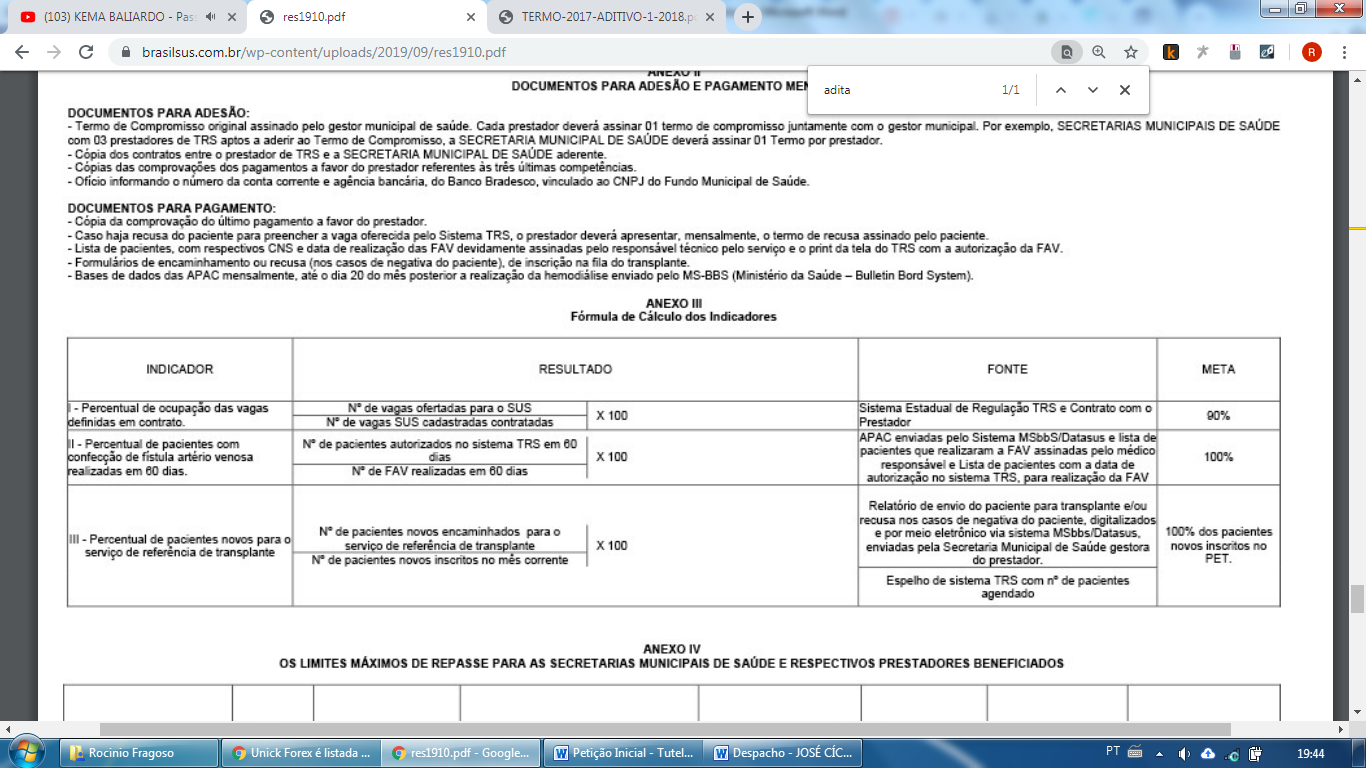 (103) KEMA BALIARDO - Pas
res1910.pdf
TERMO-2017-ADITIVO-1-2018.p
brasilsus.com.br/wp-content/uploads/2019/09/res1910.pdf
R
adita
1/1
ANEXO II
DOCUMENTOS PARA ADESÃO E PAGAMENTO MEN
DOCUMENTOS PARA ADESÃO:
- Termo de Compromisso original assinado pelo gestor municipal de saúde. Cada prestador deverá assinar 01 termo de compromisso juntamente com o gestor municipal. Por exemplo, SECRETARIAS MUNICIPAIS DE SAÚDE
com 03 prestadores de TRS aptos a aderir ao Termo de Compromisso, a SECRETARIA MUNICIPAL DE SAÚDE deverá assinar 01 Termo por prestador.
- Cópia dos contratos entre o prestador de TRS e a SECRETARIA MUNICIPAL DE SAÚDE aderente.
- Cópias das comprovações dos pagamentos a favor do prestador referentes às três últimas competências.
- Ofício informando o número da conta corrente e agência bancária, do Banco Bradesco, vinculado ao CNPJ do Fundo Municipal de Saúde.
DOCUMENTOS PARA PAGAMENTO:
- Cópia da comprovação do último pagamento a favor do prestador.
- Caso haja recusa do paciente para preencher a vaga oferecida pelo Sistema TRS, o prestador deverá apresentar, mensalmente, o termo de recusa assinado pelo paciente.
- Lista de pacientes, com respectivos CNS e data de realização das FAV devidamente assinadas pelo responsável técnico pelo serviço e o print da tela do TRS com a autorização da FAV.
- Formulários de encaminhamento ou recusa (nos casos de negativa do paciente), de inscrição na fila do transplante.
- Bases de dados das APAC mensalmente, até o dia 20 do mês posterior a realização da hemodiálise enviado pelo MS-BBS (Ministério da Saúde – Bulletin Bord System).
ANEXO III
Fórmula de Cálculo dos Indicadores
INDICADOR
RESULTADO
FONTE
META
I - Percentual de ocupação das vagas
definidas em contrato.
Nº de vagas ofertadas para o SUS
Nº de vagas SUS cadastradas contratadas
X 100
Sistema Estadual de Regulação TRS e Contrato com o
Prestador
90%
II - Percentual de pacientes com
confecção de fístula artério venosa
realizadas em 60 dias.
Nº de pacientes autorizados no sistema TRS em 60
dias
Nº de FAV realizadas em 60 dias
X 100
APAC enviadas pelo Sistema MSbbS/Datasus e lista de
pacientes que realizaram a FAV assinadas pelo médico
responsável e Lista de pacientes com a data de
autorização no sistema TRS, para realização da FAV
100%
III - Percentual de pacientes novos para o
serviço de referência de transplante
Nº de pacientes novos encaminhados para o
serviço de referência de transplante
Nº de pacientes novos inscritos no mês corrente
X 100
Relatório de envio do paciente para transplante e/ou
recusa nos casos de negativa do paciente, digitalizados
e por meio eletrônico via sistema MSbbs/Datasus,
enviadas pela Secretaria Municipal de Saúde gestora
do prestador.
Espelho de sistema TRS com nº de pacientes
agendado
100% dos pacientes
novos inscritos no
PET.
ANEXO IV
OS LIMITES MÁXIMOS DE REPASSE PARA AS SECRETARIAS MUNICIPAIS DE SAÚDE E RESPECTIVOS PRESTADORES BENEFICIADOS
Rocinio Fragoso
Unick Forex é listada ...
res1910.pdf - Google...
Petição Inicial - Tutel...
Despacho - JOSÉ CÍC...
PT
19:44